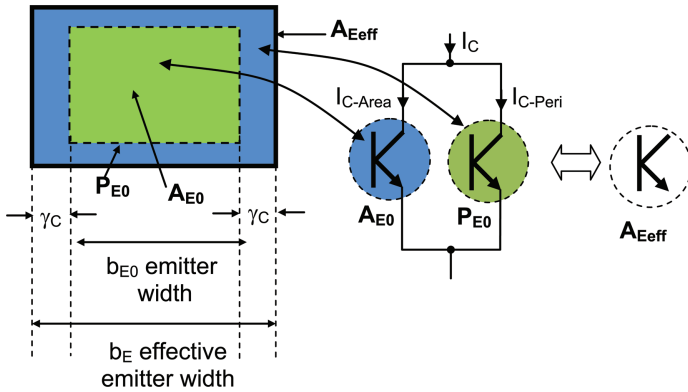 A_Eeff
I_C
I_C-Area
I_C-Peri
P_E0
A_E0
γ_C
γ_C
A_E0
P_E0
A_Eeff
b_E0 emitter
width
b_E effective
emitter width